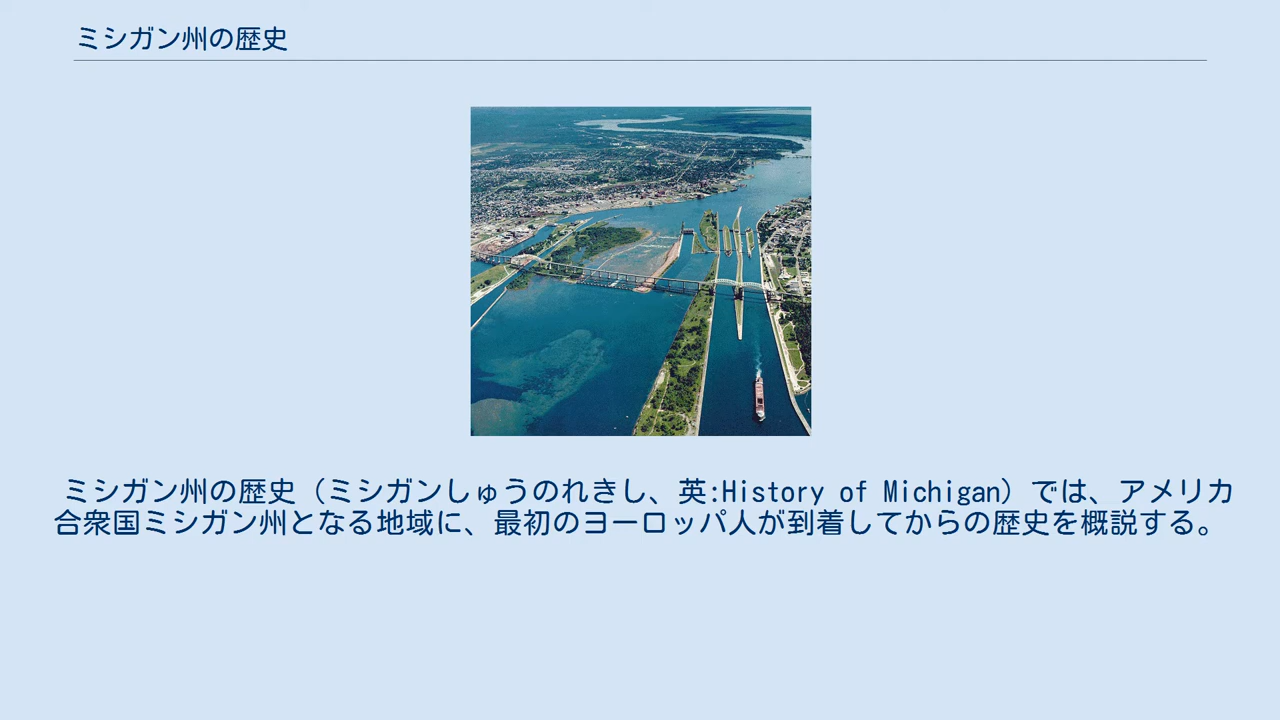 ミシガン州の歴史
ミシガン州の歴史（ミシガンしゅうのれきし、英:History of Michigan）では、アメリカ
合衆国ミシガン州となる地域に、最初のヨーロッパ人が到着してからの歴史を概説する。